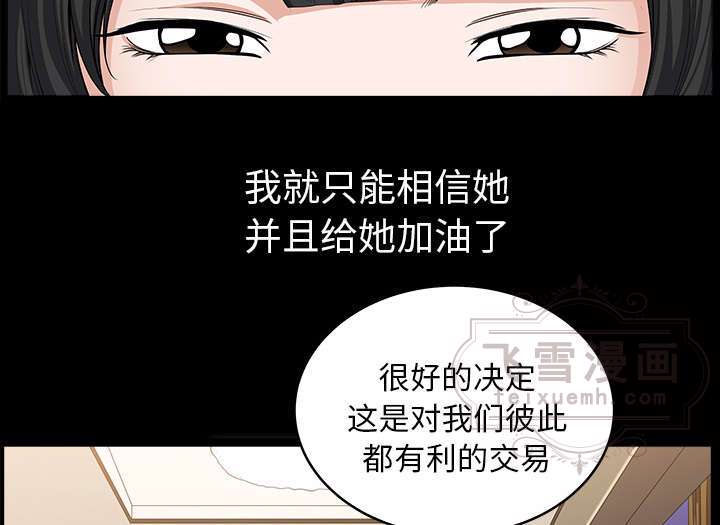 我就只能相信她
并且给她加油了
飞雪漫画
feixuemh.com
很好的决定
这是对我们彼此
都有利的交易